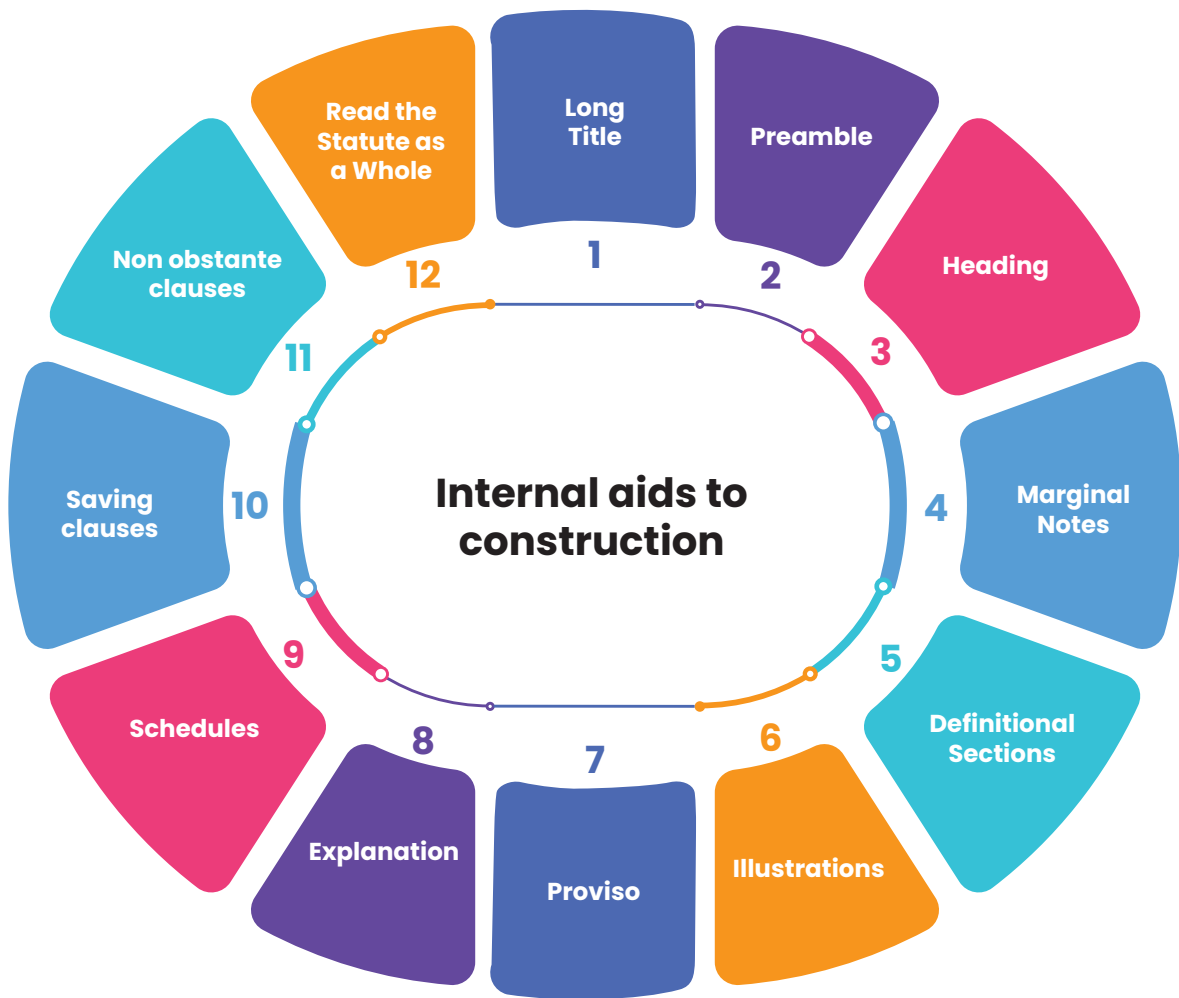 Internal aids to
construction
Long
Title
1
Preamble
2
Heading
3
Marginal
Notes
4
Definitional
Sections
5
Illustrations
6
Proviso
7
Explanation
8
Schedules
9
Saving
clauses
10
Non obstante
clauses
11
Read the
Statute as
a Whole
12